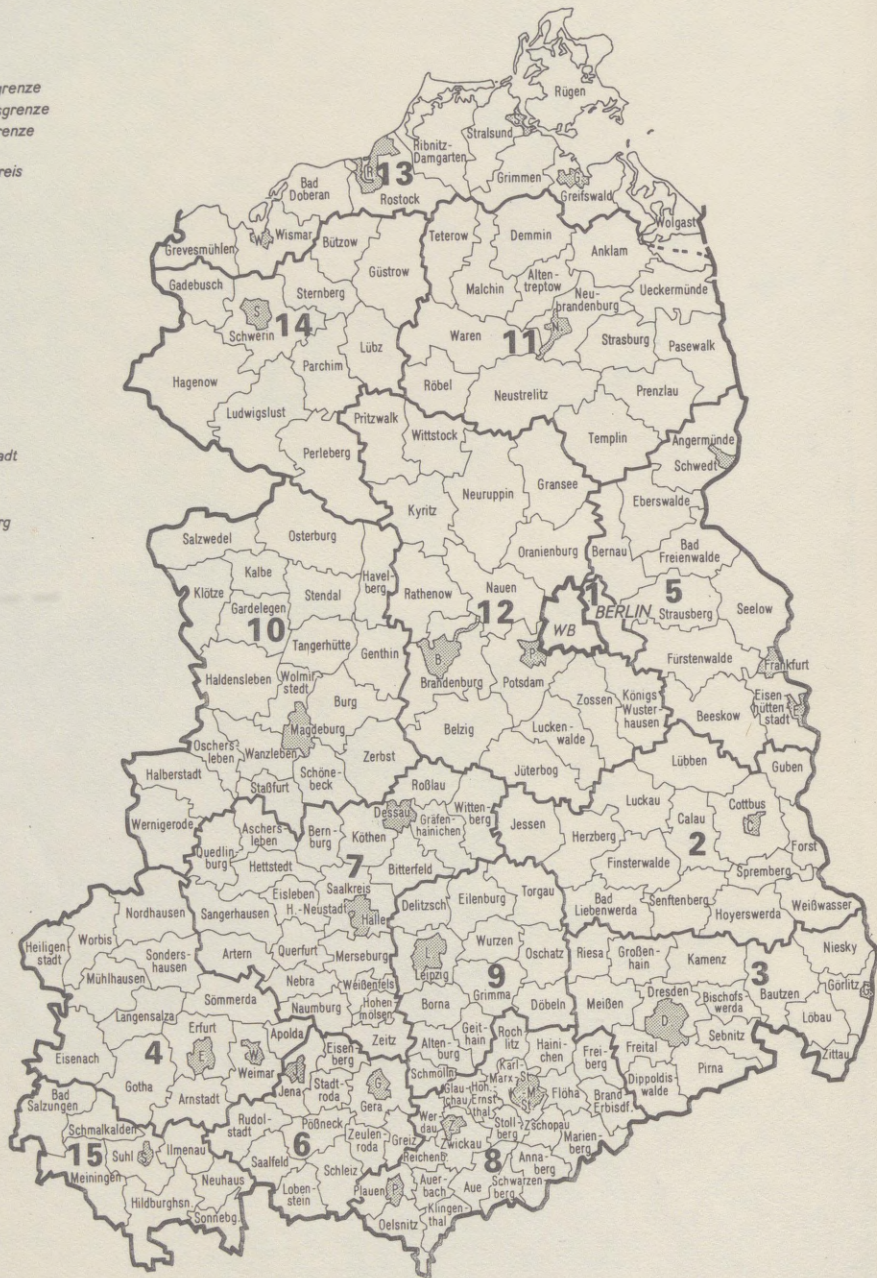 grenze
sgrenze
renze
reis
adt
rg
Rügen
Stralsund
S
Ribnitz-
Damgarten
R
13
Grimmen
G
Greifswald
Bad
Doberan
Rostock
Wolgast
W
Wismar
Grevesmühlen
Bützow
Teterow
Demmin
Anklam
Gadebusch
Güstrow
Sternberg
Malchin
Alten-
treptow
Neu-
brandenburg
Ueckermünde
S
Schwerin
14
Lübz
Waren
11
N.
Strasburg
Pasewalk
Hagenow
Parchim
Röbel
Neustrelitz
Prenzlau
Ludwigslust
Pritzwalk
Wittstock
Templin
Angermünde
Schwedt
Perleberg
Kyritz
Neuruppin
Gransee
Eberswalde
Salzwedel
Osterburg
Oranienburg
Bernau
Bad
Freienwalde
Kalbe
Havel-
berg
Klötze
Stendal
Rathenow
Nauen
12
1
BERLIN
WB
5
Strausberg
Seelow
Gardelegen
10
Tangerhütte
Genthin
B
Brandenburg
P
Potsdam
Fürstenwalde
Frankfurt
Haldensleben
Wolmir-
stedt
Burg
Zossen
Königs
Wuster-
hausen
Beeskow
Eisen
hütten
stadt
E
Magdeburg
Belzig
Lucken-
walde
Oschers
leben
Wanzleben
Zerbst
Jüterbog
Lübben
Guben
Halberstadt
Staßfurt
Schöne-
beck
Roßlau
Luckau
Wernigerode
Aschers
leben
Bern-
burg
Dessau
Witten-
berg
Gräfen-
hainichen
Jessen
Calau
Cottbus
C
Köthen
Herzberg
2
Forst
Quedlin
burg
Hettstedt
7
Bitterfeld
Finsterwalde
Spremberg
Eisleben
Saalkreis
H.-Neustadt
Halle
Delitzsch
Eilenburg
Torgau
Bad
Liebenwerda
Senftenberg
Hoyerswerda
Weißwasser
Nordhausen
Sangerhausen
Heiligen
stadt
Worbis
Sonders-
hausen
Artern
Querfurt
Merseburg
L
Leipzig
Wurzen
Oschatz
Riesa
Großen-
hain
Kamenz
Niesky
Mühlhausen
Nebra
Weißenfels
9
Grimma
3
Bautzen
Görlitz
G
Sömmerda
Naumburg
Hohen
mölsen
Borna
Döbeln
Meißen
Dresden
D
Bischofs
werda
Löbau
Langensalza
Erfurt
E
Apolda
Zeitz
Geit-
hain
Roch
litz
Haini-
chen
Freital
Sebnitz
Zittau
4
W
Weimar
Eisen
berg
Alten-
burg
Frei-
berg
Pirna
Eisenach
Gotha
Arnstadt
J
Jena
Stadt-
roda
G
Gera
Schmölln
Glau-
chau
Hoh.
Ernst
thal
Karl-
Marx-
St.
M
Flöha
Brand
Erbisdf.
Dippoldis
walde
Bad
Salzungen
Rudol-
stadt
Pößneck
Wer-
dau
Z
Zwickau
Stoll
berg
Zschopau
Marien-
berg
Schmalkalden
Zeulen-
roda
Greiz
Reichenb.
15
Suhl
S
Ilmenau
Saalfeld
6
Schleiz
8
Anna-
berg
Meiningen
Neuhaus
Loben-
stein
Plauen
P
Auer-
bach
Aue
Schwarzen
berg
Hildburghsn.
Sonnebg.
Oelsnitz
Klingen-
thal